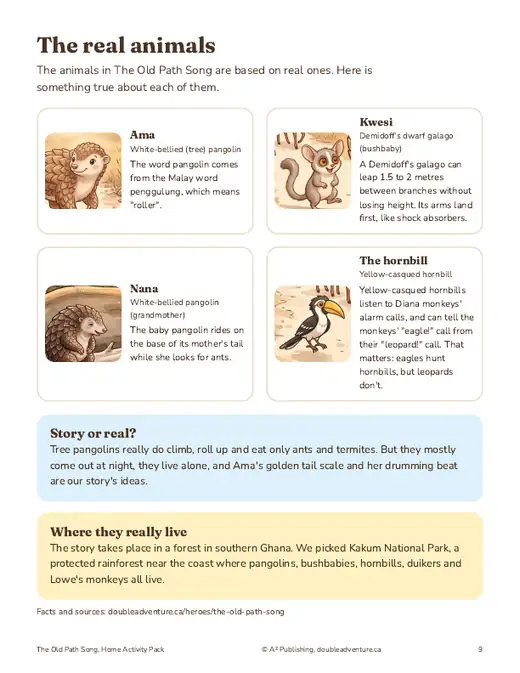 The real animals
The animals in The Old Path Song are based on real ones. Here is
something true about each of them.
Ama
White-bellied (tree) pangolin
The word pangolin comes
from the Malay word
penggulung, which means
"roller".
Kwesi
Demidoff's dwarf galago
(bushbaby)
A Demidoff's galago can
leap 1.5 to 2 metres
between branches without
losing height. Its arms land
first, like shock absorbers.
Nana
White-bellied pangolin
(grandmother)
The baby pangolin rides on
the base of its mother's tail
while she looks for ants.
The hornbill
Yellow-casqued hornbill
Yellow-casqued hornbills
listen to Diana monkeys'
alarm calls, and can tell the
monkeys' "eagle!" call from
their "leopard!" call. That
matters: eagles hunt
hornbills, but leopards
don't.
Story or real?
Tree pangolins really do climb, roll up and eat only ants and termites. But they mostly
come out at night, they live alone, and Ama's golden tail scale and her drumming beat
are our story's ideas.
Where they really live
The story takes place in a forest in southern Ghana. We picked Kakum National Park, a
protected rainforest near the coast where pangolins, bushbabies, hornbills, duikers and
Lowe's monkeys all live.
Facts and sources: doubleadventure.ca/heroes/the-old-path-song
The Old Path Song, Home Activity Pack
© A² Publishing, doubleadventure.ca
9